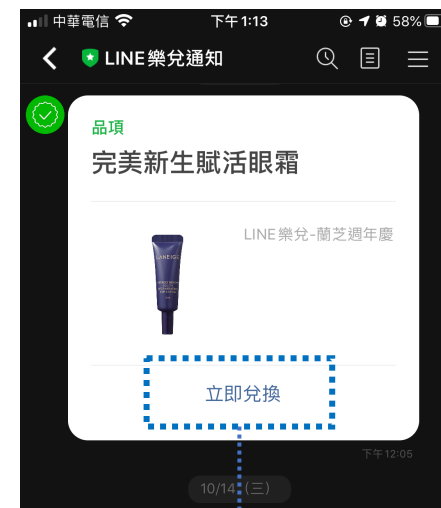 中華電信 下午1:13 58%
LINE樂兌通知
品項
完美新生賦活眼霜
LINE樂兌-蘭芝週年慶
LANEIGE
立即兌換
下午12:05
10/14 (三)